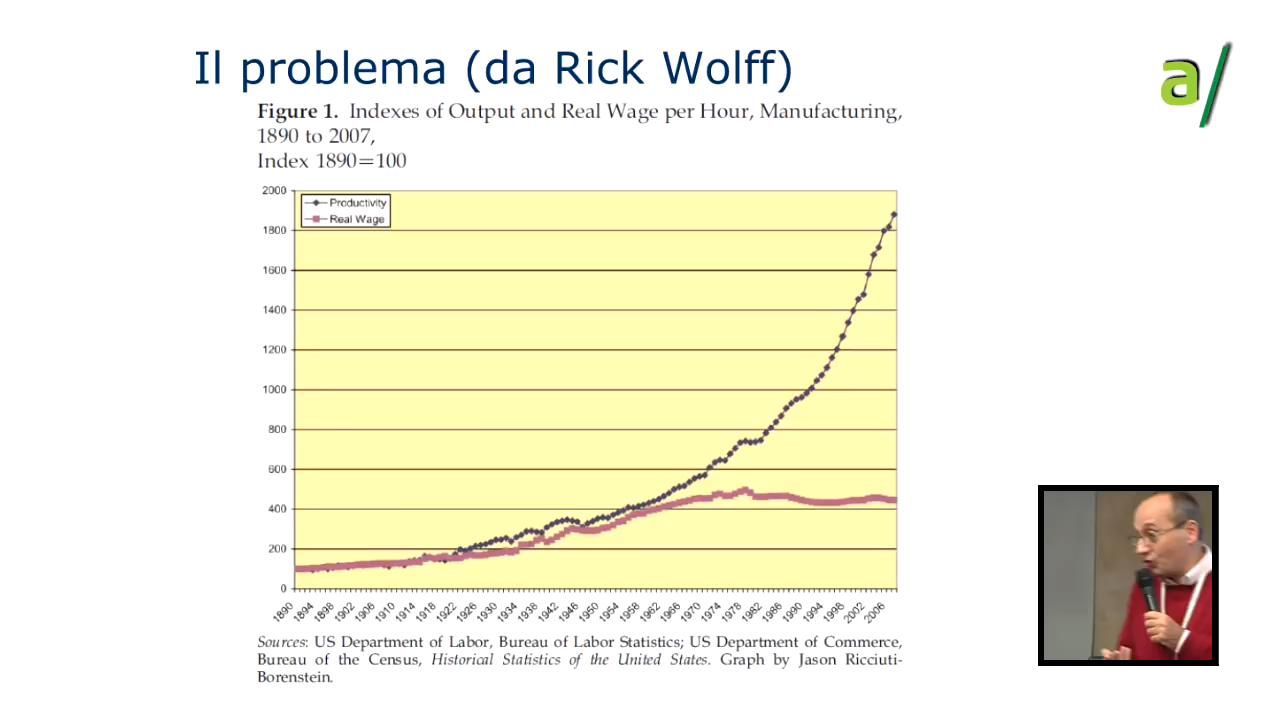 Il problema (da Rick Wolff)
a/
Figure 1. Indexes of Output and Real Wage per Hour, Manufacturing,
1890 to 2007,
Index 1890=100
2000
Productivity
Real Wage
1800
1600
1400
1200
1000
800
600
400
200
0
1890 1894 1898 1902 1906 1910 1914 1918 1922 1926 1930 1934 1938 1942 1946 1950 1954 1958 1962 1966 1970 1974 1978 1982 1986 1990 1994 1998 2002 2006
Sources: US Department of Labor, Bureau of Labor Statistics; US Department of Commerce,
Bureau of the Census, Historical Statistics of the United States. Graph by Jason Ricciuti-
Borenstein.